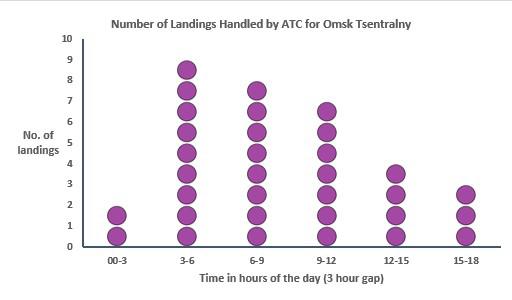 Number of Landings Handled by ATC for Omsk Tsentralny
10
9
8
7
6
5
4
3
2
1
0
No. of
landings
00-3 3-6 6-9 9-12 12-15 15-18
Time in hours of the day (3 hour gap)